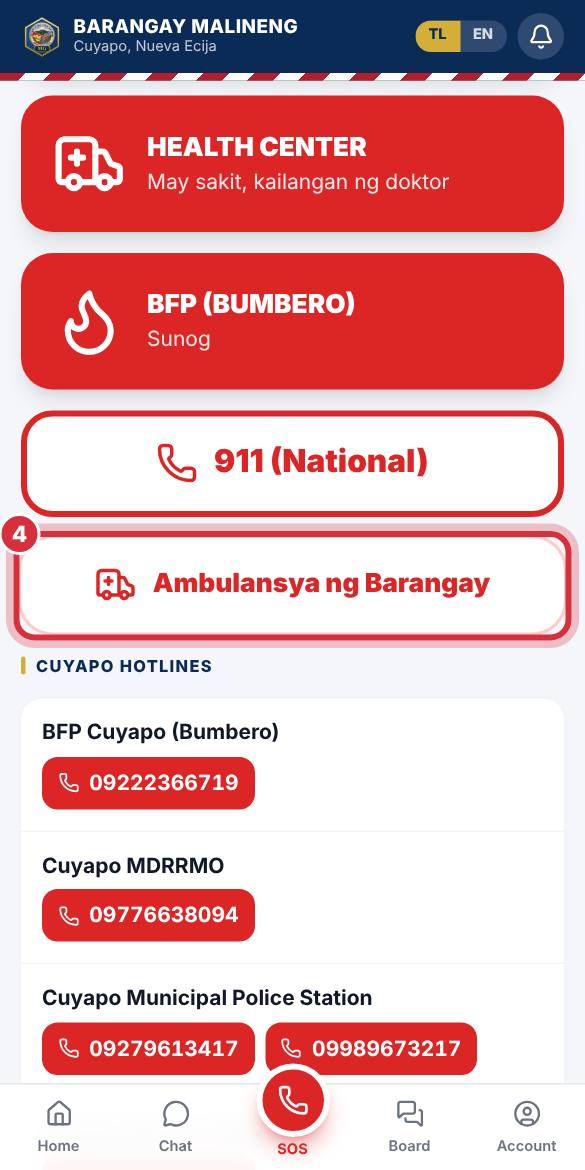 BARANGAY MALINENG
Cuyapo, Nueva Ecija
TL EN
HEALTH CENTER
May sakit, kailangan ng doktor
BFP (BUMBERO)
Sunog
911 (National)
4
Ambulansya ng Barangay
CUYAPO HOTLINES
BFP Cuyapo (Bumbero)
09222366719
Cuyapo MDRRMO
09776638094
Cuyapo Municipal Police Station
09279613417 09989673217
Home Chat SOS Board Account